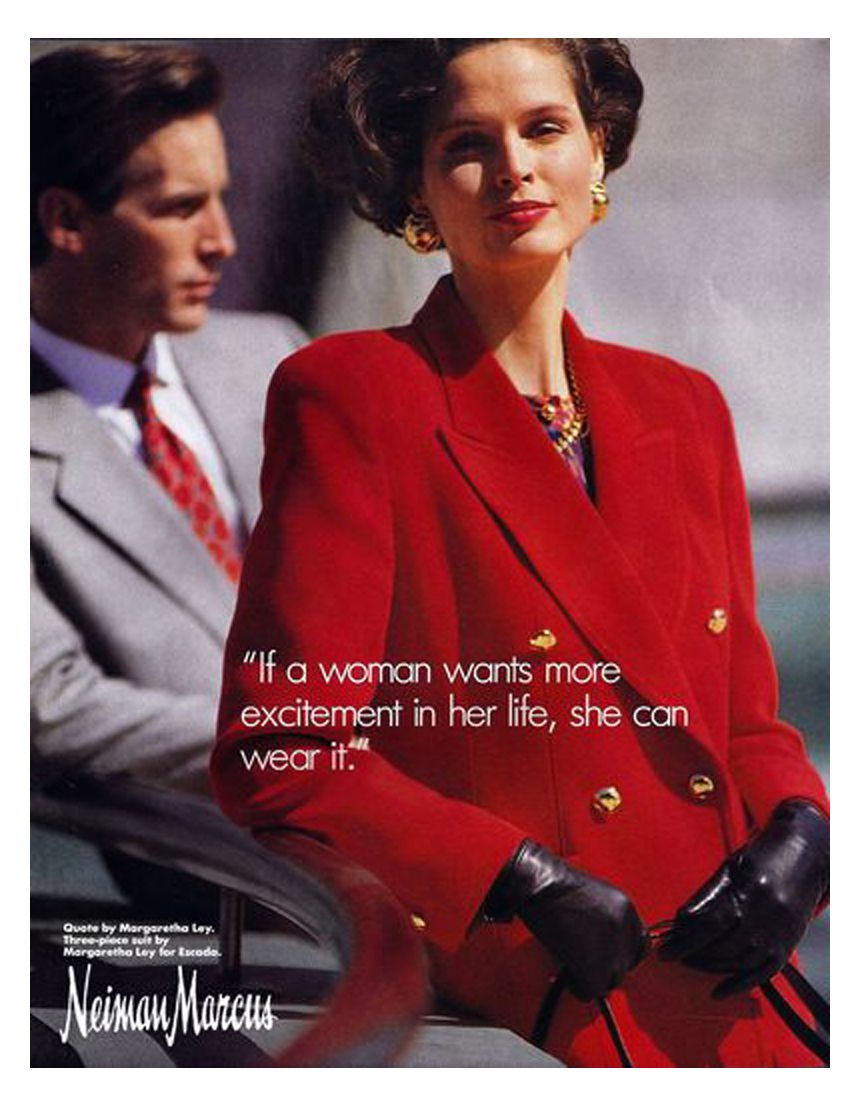 “If a woman wants more
excitement in her life, she can
wear it.”
Quote by Margaretha Ley.
Three-piece suit by
Margaretha Ley for Escada.
Neiman Marcus